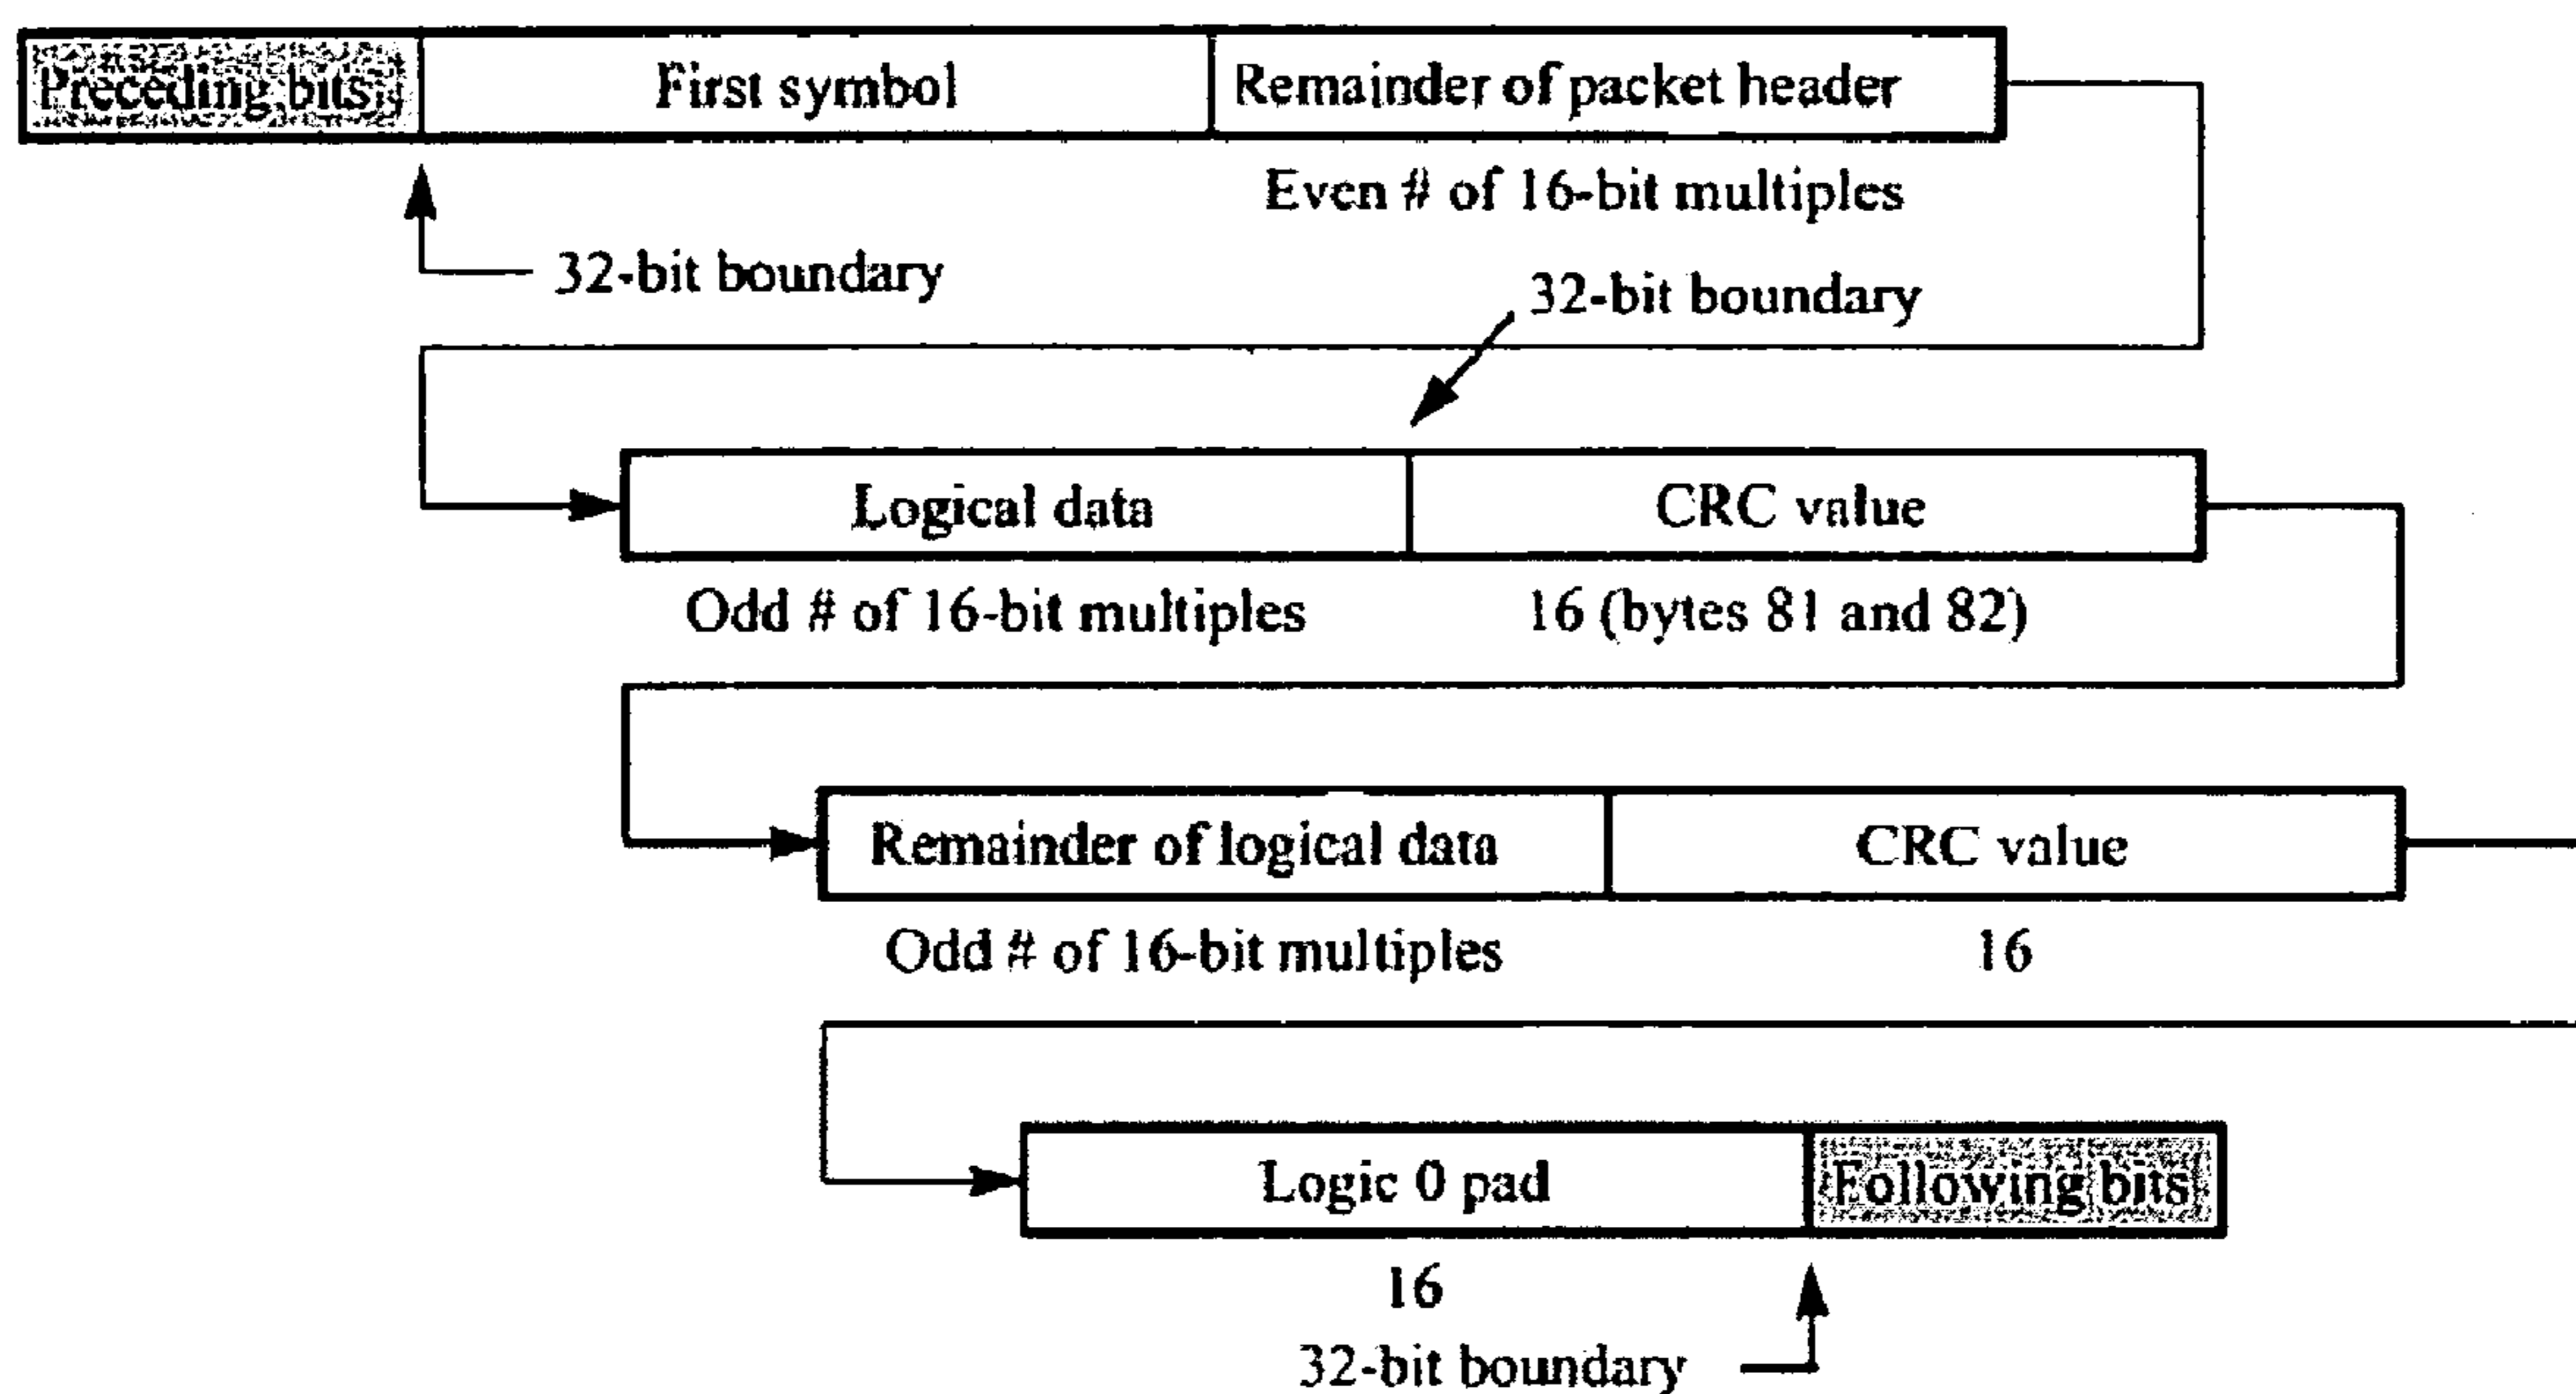 Preceding bits First symbol Remainder of packet header
Even # of 16-bit multiples
32-bit boundary
32-bit boundary
Logical data CRC value
Odd # of 16-bit multiples 16 (bytes 81 and 82)
Remainder of logical data CRC value
Odd # of 16-bit multiples 16
Logic 0 pad Following bits
16
32-bit boundary